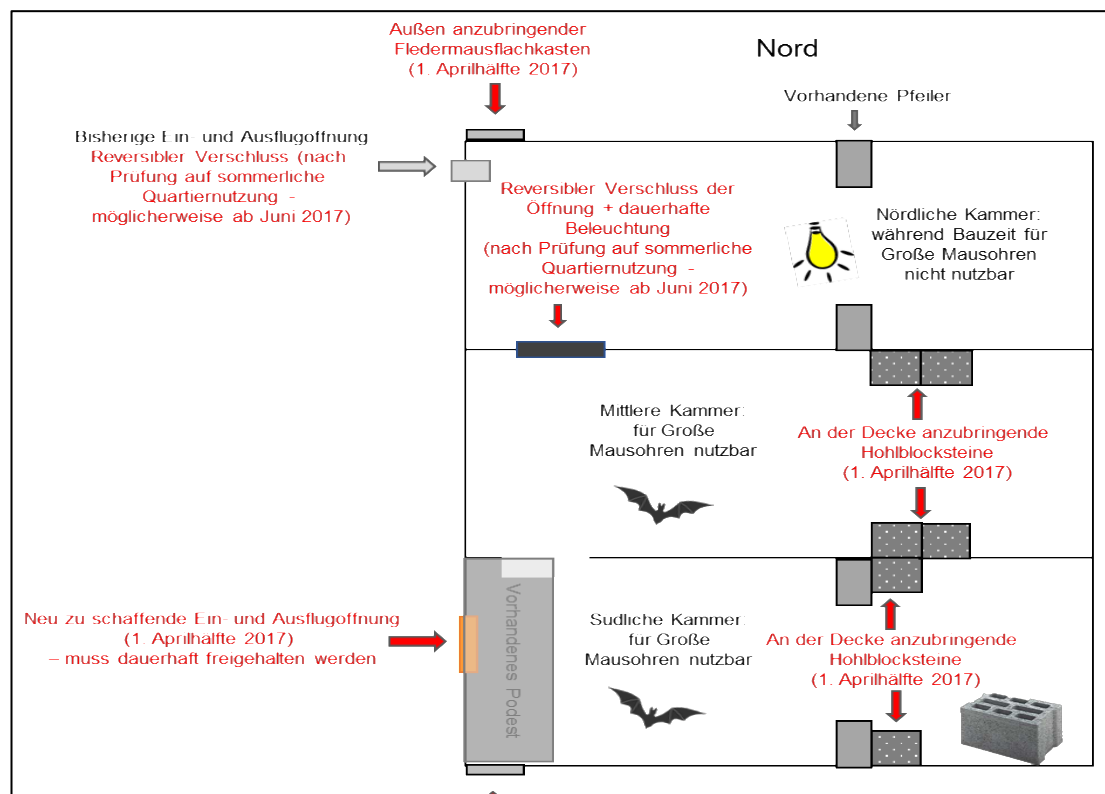 Außen anzubringender
Fledermausflachkasten
(1. Aprilhälfte 2017)
Nord
Vorhandene Pfeiler
Bisherige Ein- und Ausflugoffnung
Reversibler Verschluss (nach
Prüfung auf sommerliche
Quartiernutzung -
möglicherweise ab Juni 2017)
Reversibler Verschluss der
Öffnung + dauerhafte
Beleuchtung
(nach Prüfung auf sommerliche
Quartiernutzung -
möglicherweise ab Juni 2017)
Nördliche Kammer:
während Bauzeit für
Große Mausohren
nicht nutzbar
Mittlere Kammer:
für Große
Mausohren nutzbar
An der Decke anzubringende
Hohlblocksteine
(1. Aprilhälfte 2017)
Neu zu schaffende Ein- und Ausflugoffnung
(1. Aprilhälfte 2017)
– muss dauerhaft freigehalten werden
Vorhandenes Podest
Sudliche Kammer:
für Große
Mausohren nutzbar
An der Decke anzubringende
Hohlblocksteine
(1. Aprilhälfte 2017)